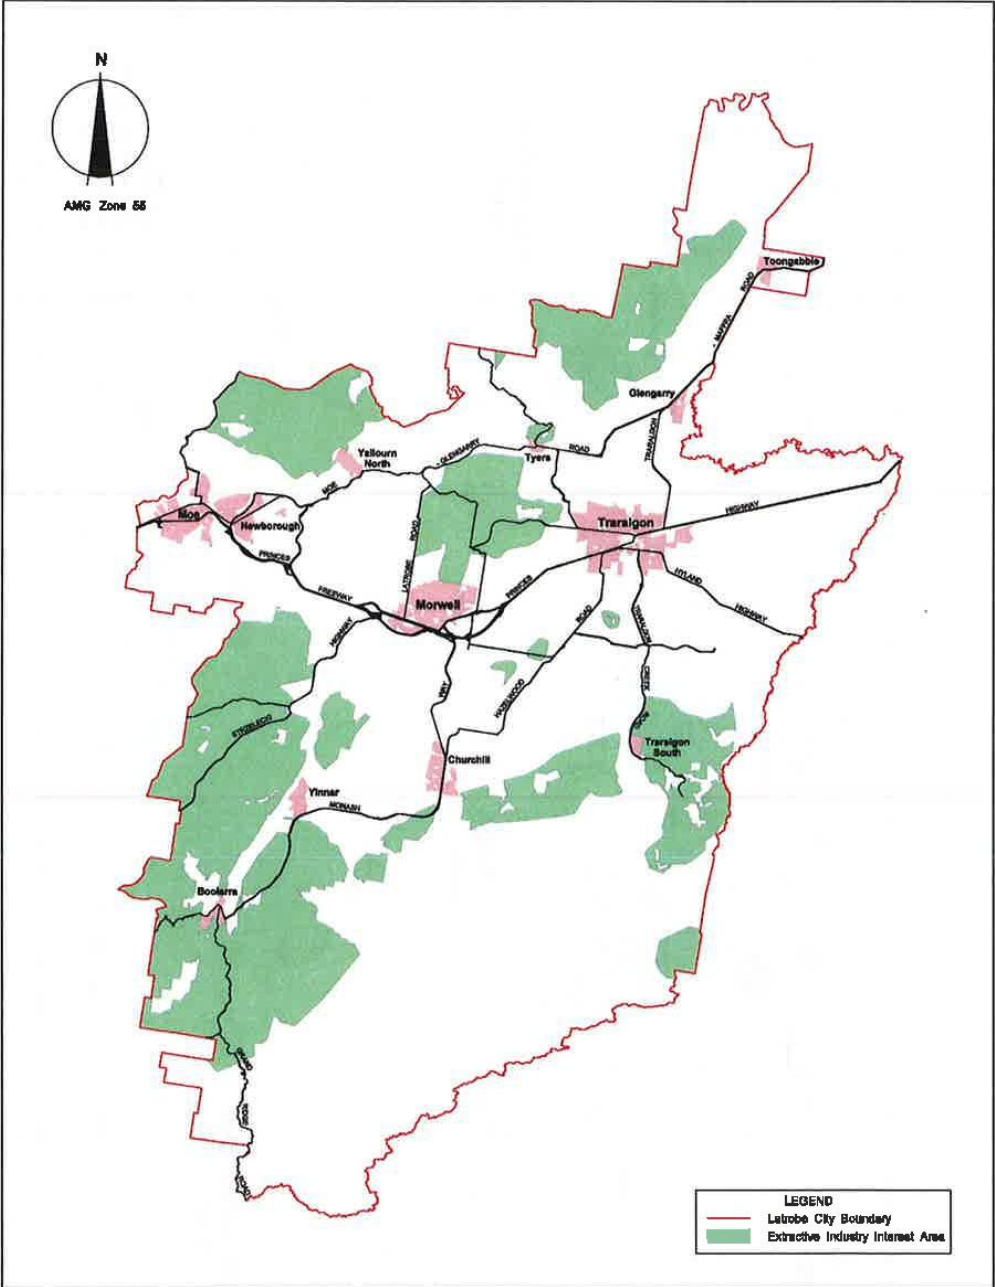 N
AMG Zone 55
Toongabbie
ROAD
- MAFFRA
Glengarry
TRARALGON
Yallourn
North
- GLENGARRY
ROAD
Tyers
MOE
Moe
Newborough
ROAD
LATROBE
Traralgon
HIGHWAY
PRINCES
FREEWAY
HIGHWAY
Morwell
PRINCES
HYLAND
HIGHWAY
ROAD
HAZELWOOD
TRARALGON
CREEK
ROAD
WAY
STRZELECKI
Traralgon
South
Churchill
Yinnar
MONASH
Boolarra
GRAND
RIDGE
ROAD
LEGEND
Latrobe City Boundary
Extractive Industry Interest Area